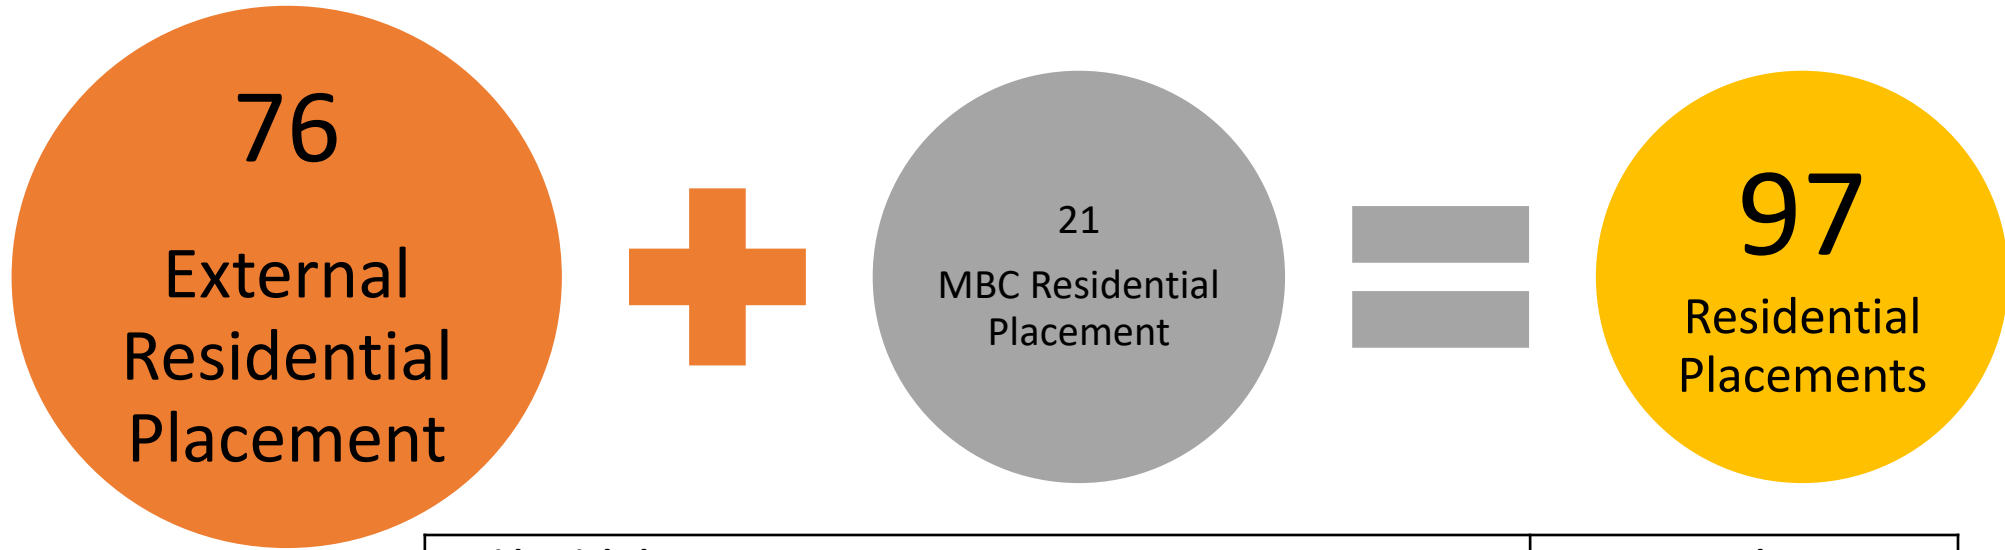 76
External
Residential
Placement
21
MBC Residential
Placement
97
Residential
Placements